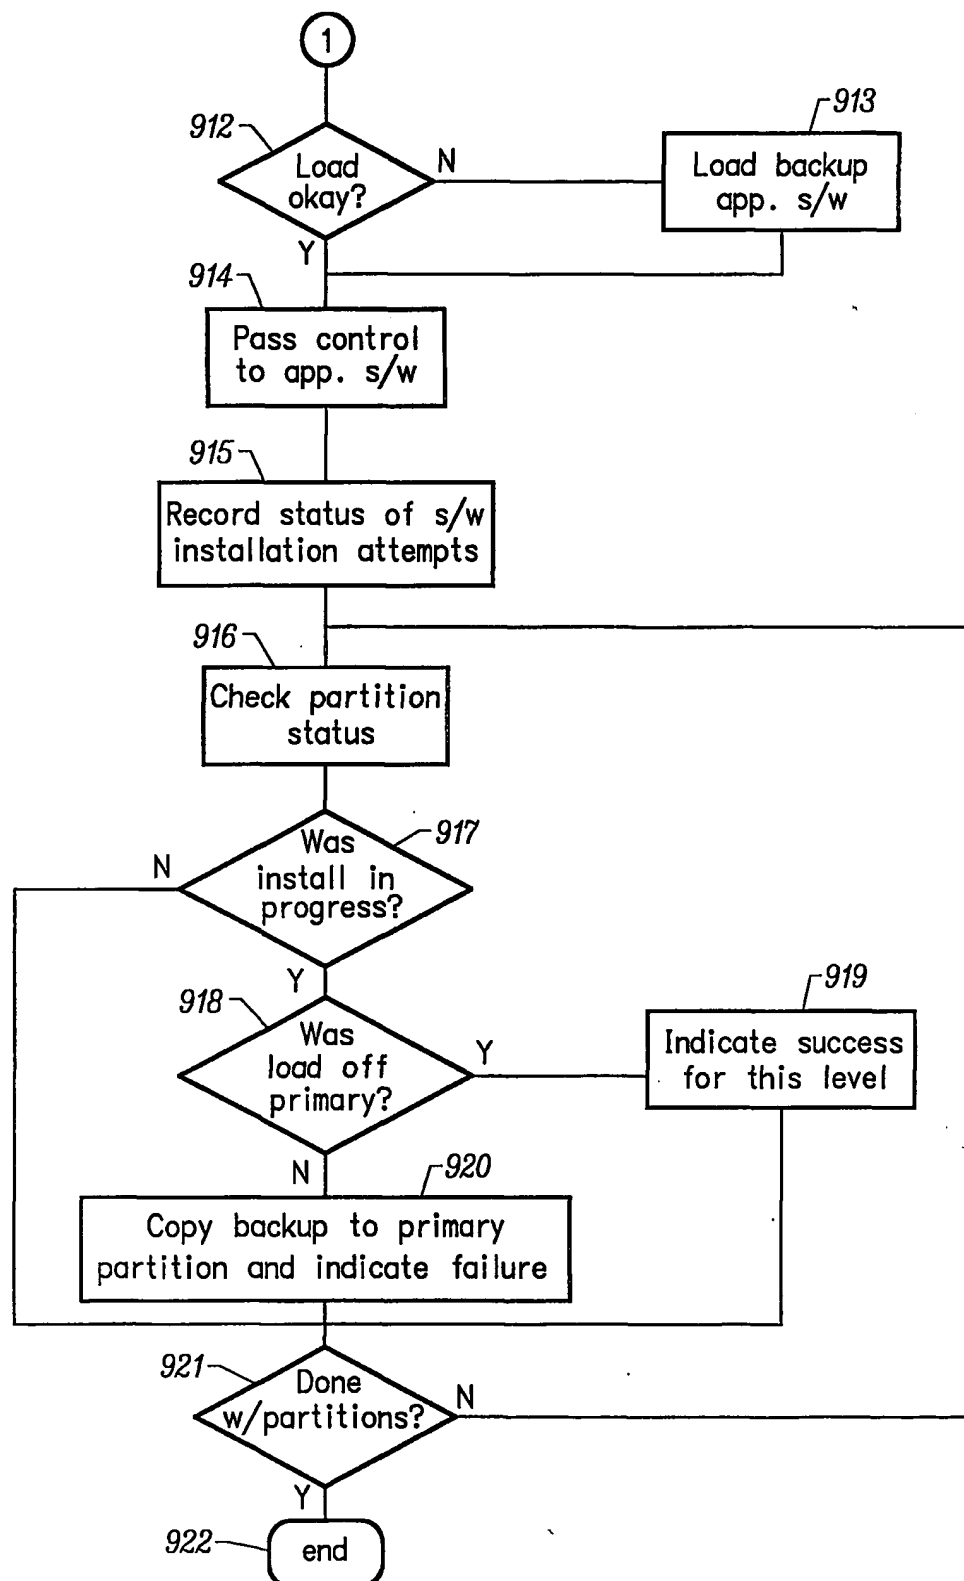 1
912
Load
okay?
N
913
Load backup
app. s/w
Y
914
Pass control
to app. s/w
915
Record status of s/w
installation attempts
916
Check partition
status
917
Was
install in
progress?
N
Y
918
Was
load off
primary?
Y
919
Indicate success
for this level
N
920
Copy backup to primary
partition and indicate failure
921
Done
w/partitions?
N
Y
922
end